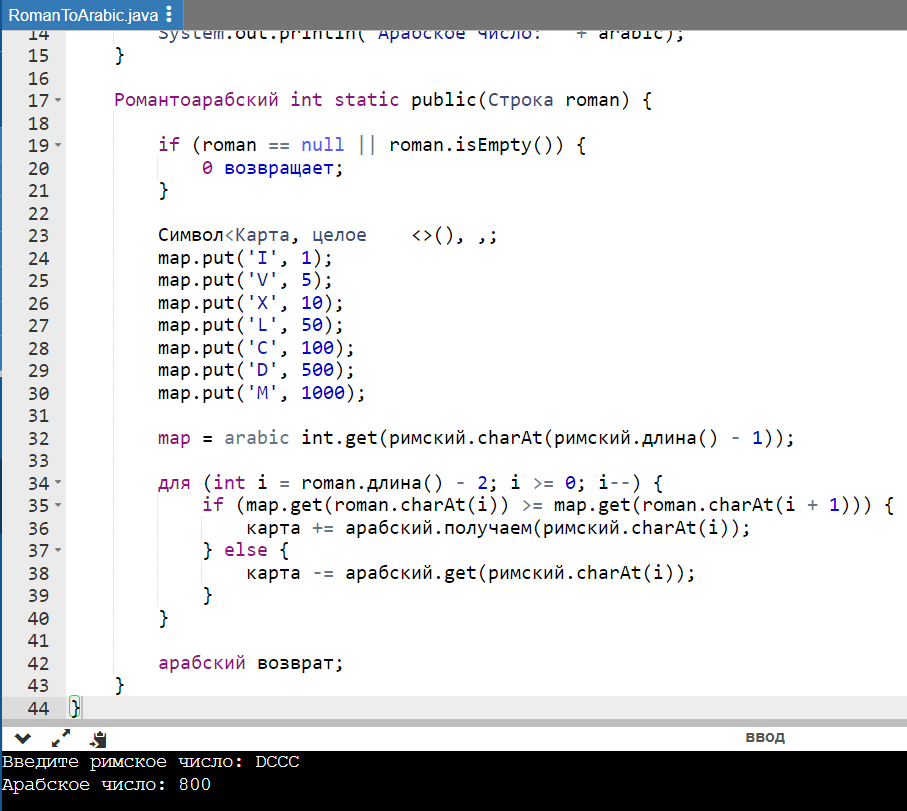 RomanToArabic.java
14 System.out.println("Арабское число: " + arabic);
15 }
16
17 Романтоарабский int static public(Строка roman) {
18
19 if (roman == null || roman.isEmpty()) {
20 0 возвращает;
21 }
22
23 Символ<Карта, целое <>(), ,;
24 map.put('I', 1);
25 map.put('V', 5);
26 map.put('X', 10);
27 map.put('L', 50);
28 map.put('C', 100);
29 map.put('D', 500);
30 map.put('M', 1000);
31
32 map = arabic int.get(римский.charAt(римский.длина() - 1));
33
34 для (int i = roman.длина() - 2; i >= 0; i--) {
35 if (map.get(roman.charAt(i)) >= map.get(roman.charAt(i + 1))) {
36 карта += арабский.получаем(римский.charAt(i));
37 } else {
38 карта -= арабский.get(римский.charAt(i));
39 }
40 }
41
42 арабский возврат;
43 }
44 }
ввод
Введите римское число: DCCC
Арабское число: 800